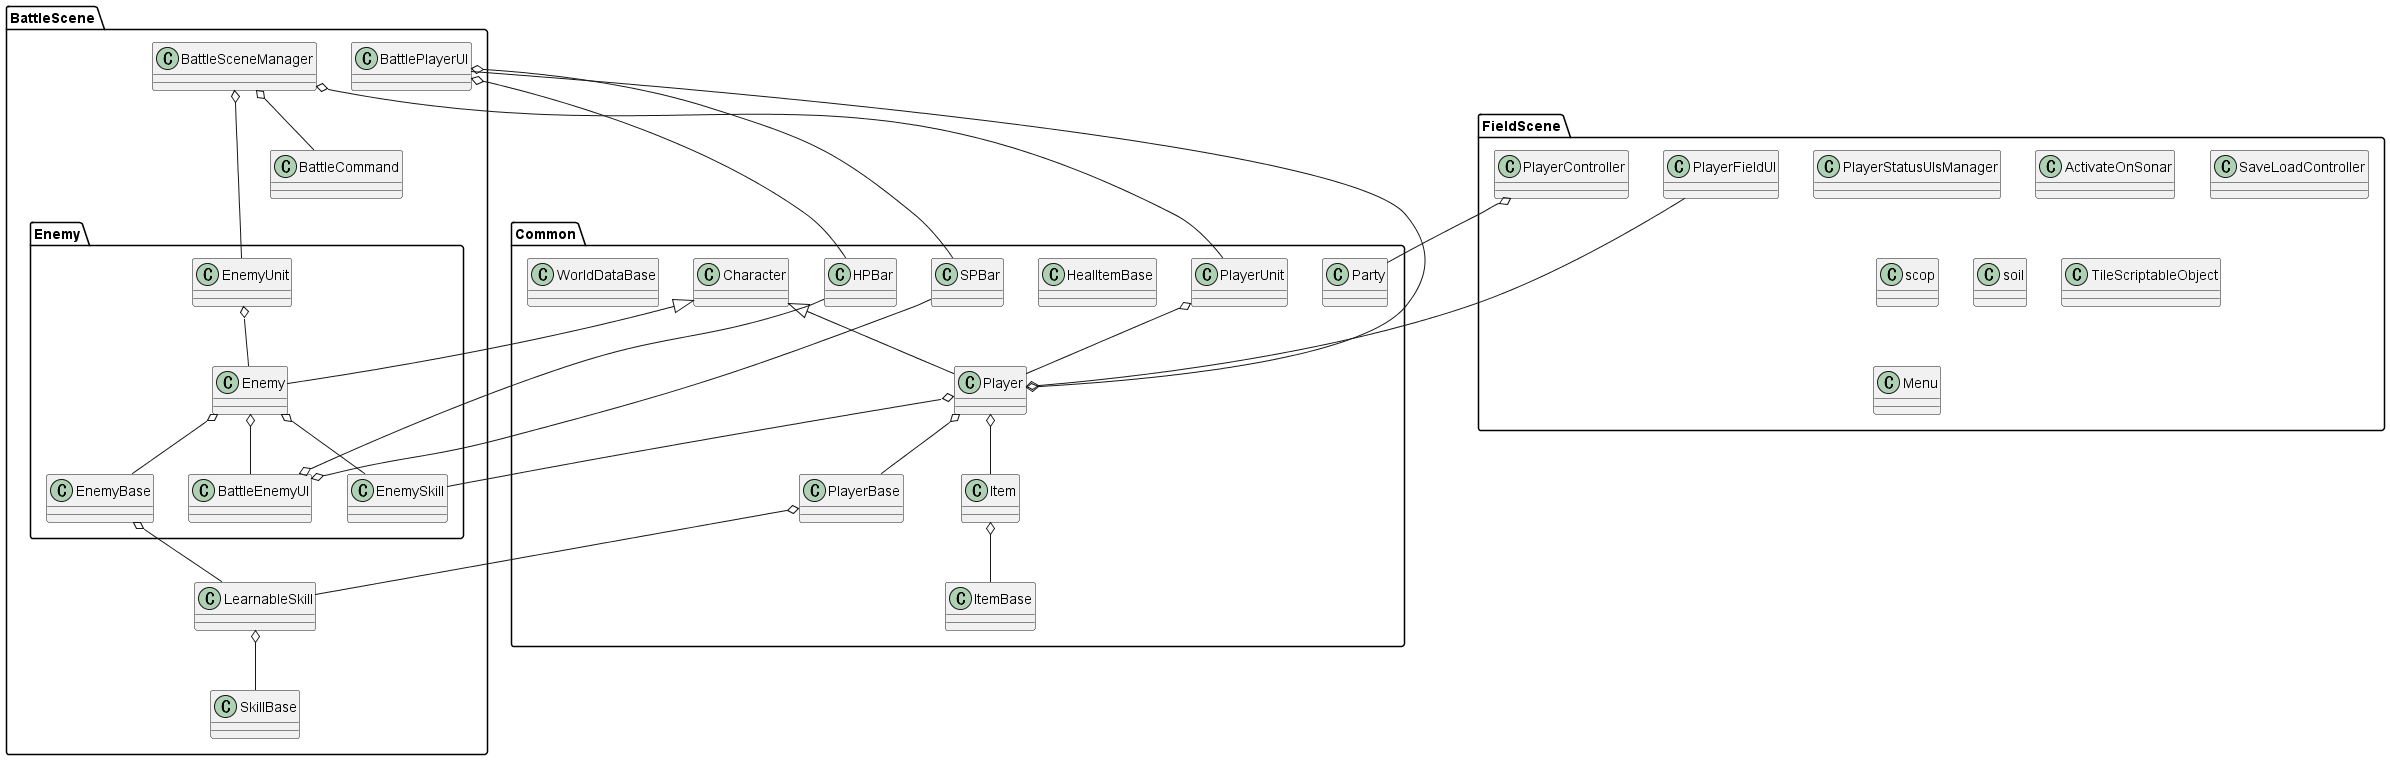 BattleScene
C BattleSceneManager
C BattlePlayerUI
C BattleCommand
Enemy
C EnemyUnit
C Enemy
C EnemyBase
C BattleEnemyUI
C EnemySkill
C LearnableSkill
C SkillBase
Common
C WorldDataBase
C Character
C HPBar
C SPBar
C HealItemBase
C PlayerUnit
C Party
C Player
C PlayerBase
C Item
C ItemBase
FieldScene
C PlayerController
C PlayerFieldUI
C PlayerStatusUIsManager
C ActivateOnSonar
C SaveLoadController
C scop
C soil
C TileScriptableObject
C Menu